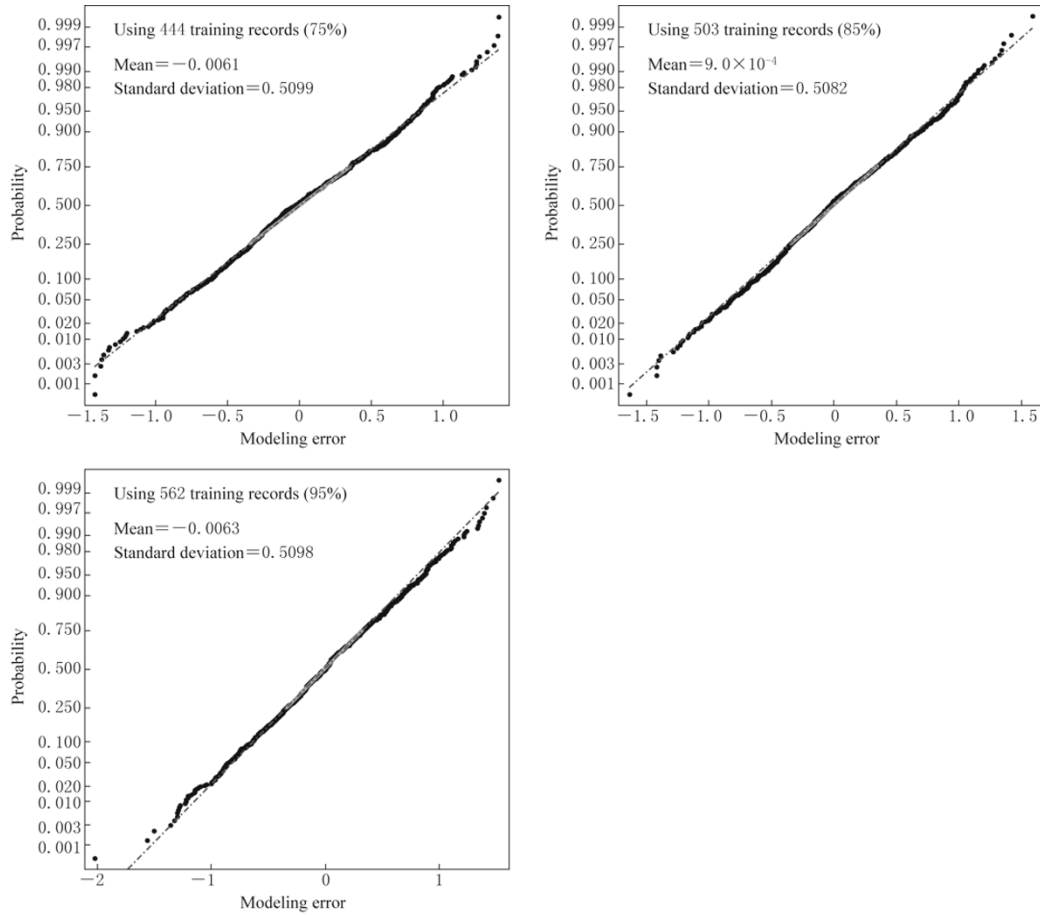 Using 444 training records (75%)
Mean=−0.0061
Standard deviation=0.5099
0.999
0.997
0.990
0.980
0.950
0.900
0.750
0.500
0.250
0.100
0.050
0.020
0.010
0.003
0.001
Probability
−1.5 −1.0 −0.5 0 0.5 1.0
Modeling error
Using 503 training records (85%)
Mean=9.0×10⁻⁴
Standard deviation=0.5082
0.999
0.997
0.990
0.980
0.950
0.900
0.750
0.500
0.250
0.100
0.050
0.020
0.010
0.003
0.001
Probability
−1.5 −1.0 −0.5 0 0.5 1.0 1.5
Modeling error
Using 562 training records (95%)
Mean=−0.0063
Standard deviation=0.5098
0.999
0.997
0.990
0.980
0.950
0.900
0.750
0.500
0.250
0.100
0.050
0.020
0.010
0.003
0.001
Probability
−2 −1 0 1
Modeling error